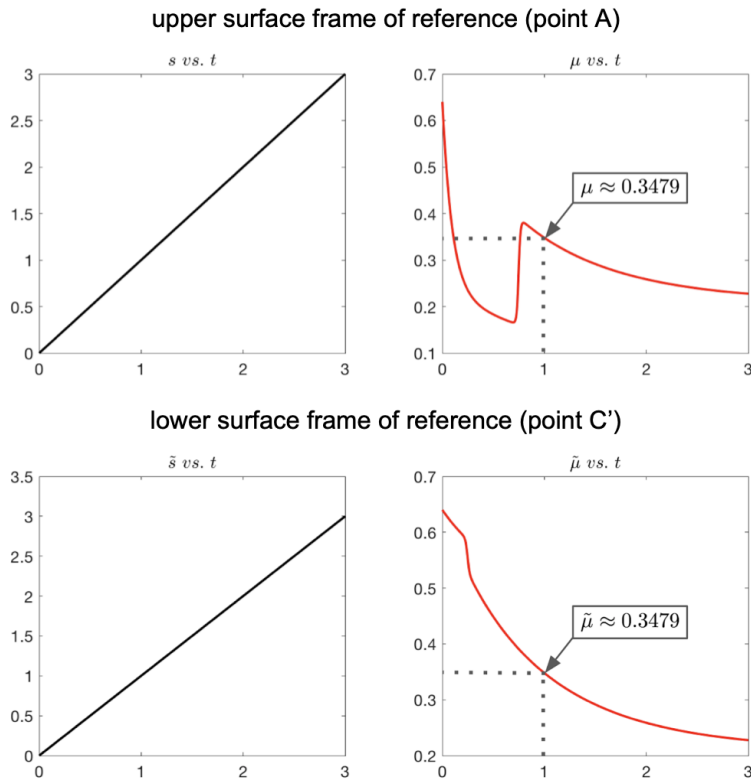 upper surface frame of reference (point A)
s vs. t
μ vs. t
3
2.5
2
1.5
1
0.5
0
0 1 2 3
0.7
0.6
0.5
0.4
0.3
0.2
0.1
μ ≈ 0.3479
0 1 2 3
lower surface frame of reference (point C’)
s̃ vs. t
μ̃ vs. t
3.5
3
2.5
2
1.5
1
0.5
0
0 1 2 3
0.7
0.6
0.5
0.4
0.3
0.2
μ̃ ≈ 0.3479
0 1 2 3